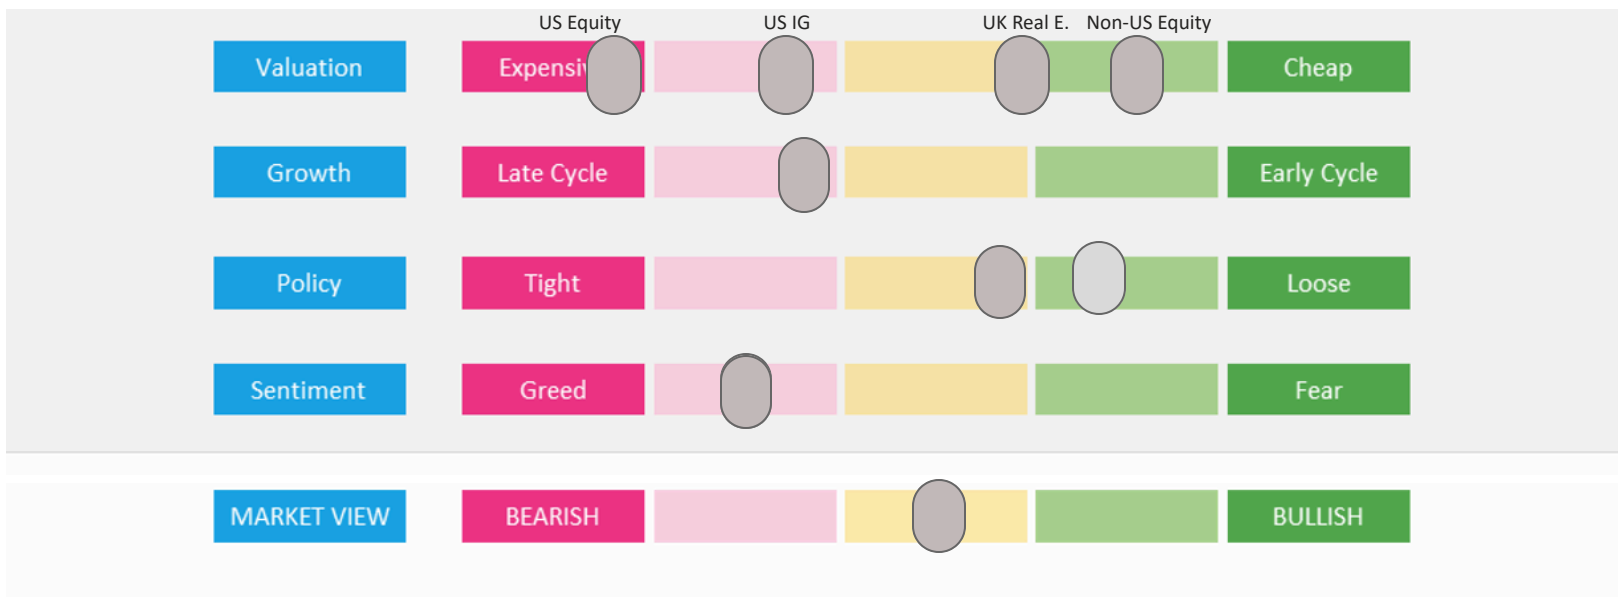 US Equity US IG UK Real E. Non-US Equity
Valuation Expensiv Cheap
Growth Late Cycle Early Cycle
Policy Tight Loose
Sentiment Greed Fear
MARKET VIEW BEARISH BULLISH